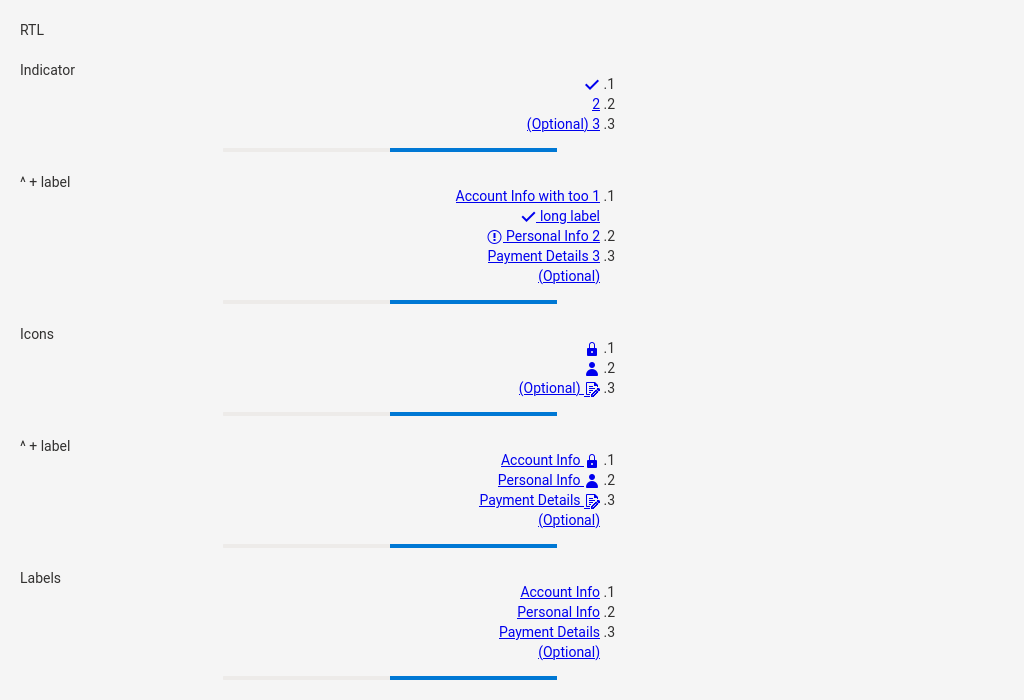 RTL
Indicator
.1
2 .2
(Optional) 3 .3
^ + label
Account Info with too 1 .1
long label
Personal Info 2 .2
Payment Details 3 .3
(Optional)
Icons
.1
.2
(Optional) .3
^ + label
Account Info .1
Personal Info .2
Payment Details .3
(Optional)
Labels
Account Info .1
Personal Info .2
Payment Details .3
(Optional)